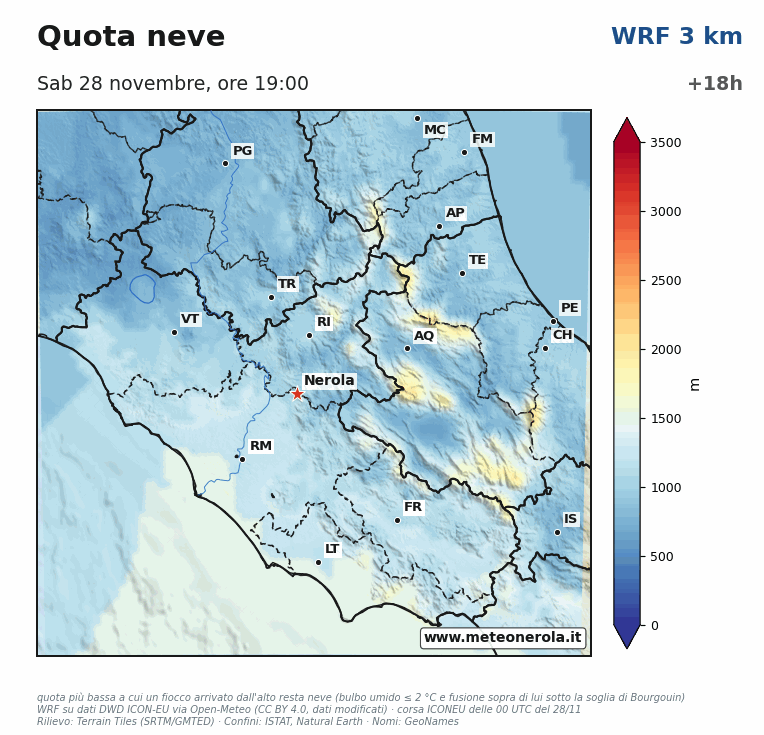 Quota neve
WRF 3 km
Sab 28 novembre, ore 19:00
+18h
MC
FM
PG
AP
TE
TR
PE
VT
RI
AQ
CH
Nerola
RM
FR
IS
LT
www.meteonerola.it
3500
3000
2500
2000
1500
1000
500
0
m
quota più bassa a cui un fiocco arrivato dall'alto resta neve (bulbo umido ≤ 2 °C e fusione sopra di lui sotto la soglia di Bourgouin)
WRF su dati DWD ICON-EU via Open-Meteo (CC BY 4.0, dati modificati) · corsa ICONEU delle 00 UTC del 28/11
Rilievo: Terrain Tiles (SRTM/GMTED) · Confini: ISTAT, Natural Earth · Nomi: GeoNames